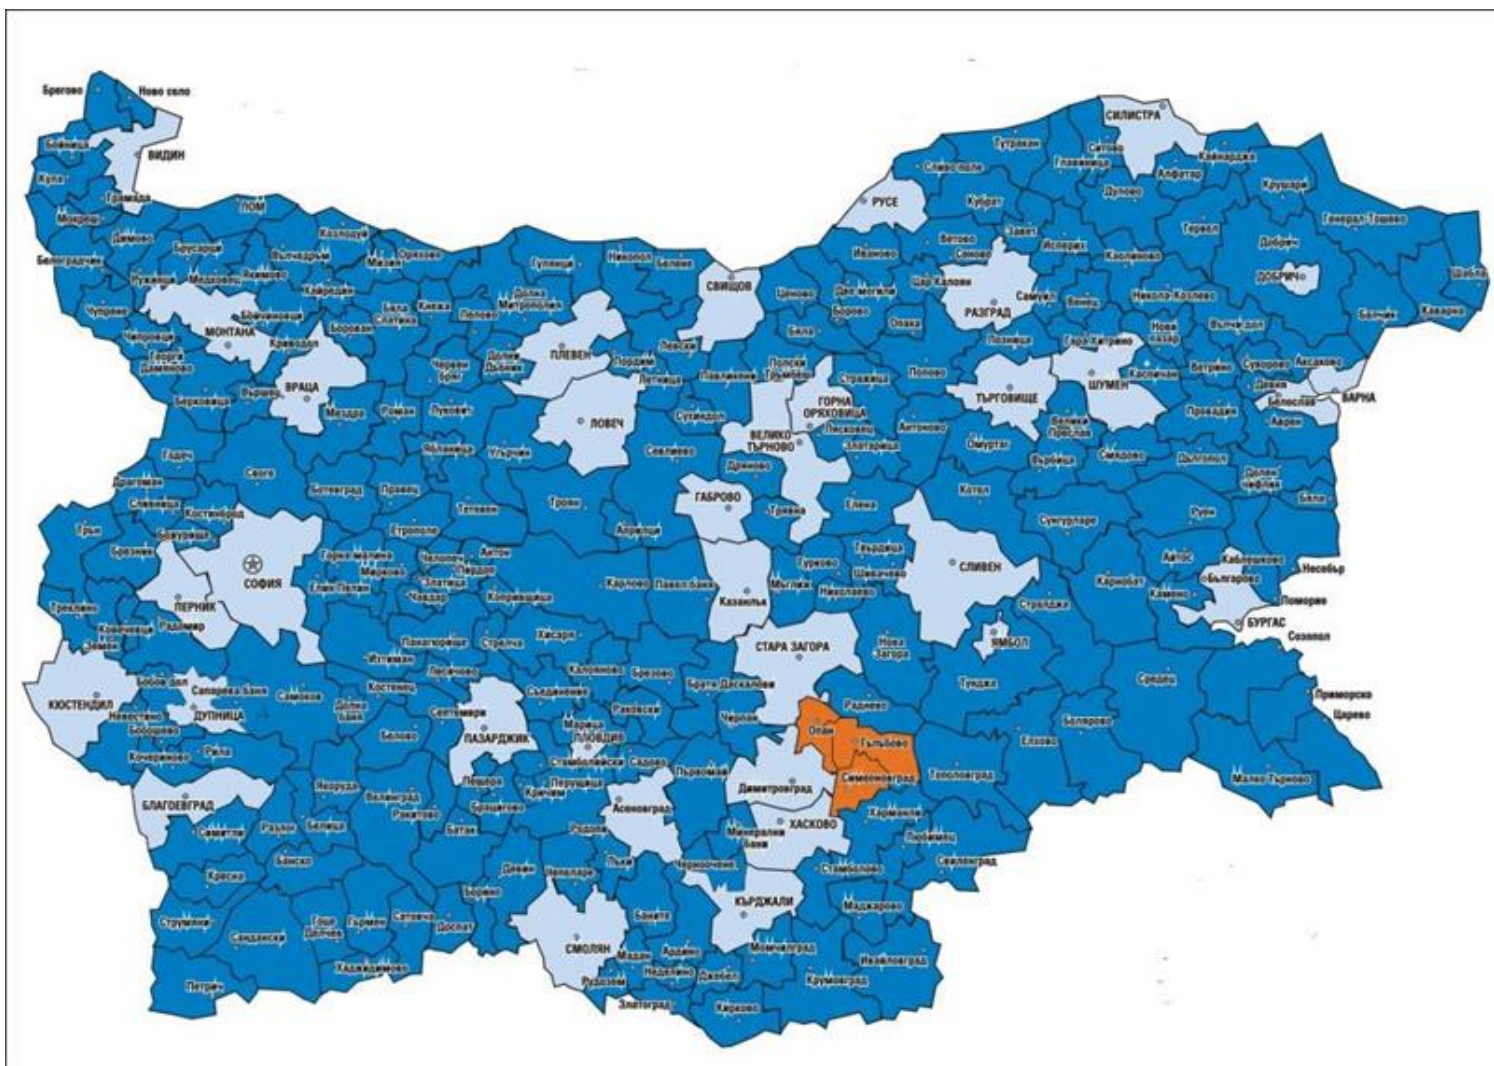 Брегово
Ново село
Бойница
ВИДИН
Кула
Грамада
Мокреш
Димово
Белоградчик
Ружинци
Чупрене
Чипровци
Георги
Дамяново
ЛОМ
Брусарци
Медковец
Якимово
Вълчедръм
Козлодуй
Мизия
Оряхово
Хайредин
МОНТАНА
Бойчиновци
Криводол
Борован
Бяла
Слатина
Кнежа
Берковица
Вършец
ВРАЦА
Мездра
Роман
Гулянци
Долна
Митрополия
Никопол
Белене
СВИЩОВ
ПЛЕВЕН
Долни
Дъбник
Пордим
Левски
Летница
Червен
бряг
Луковит
ЛОВЕЧ
Ябланица
Угърчин
Тетевен
Троян
Априлци
Севлиево
Сухиндол
Павликени
Полски
Тръмбеш
ГОРНА
ОРЯХОВИЦА
ВЕЛИКО
ТЪРНОВО
Лясковец
Златарица
Стражица
Елена
Дряново
Трявна
ГАБРОВО
РУСЕ
Сливо поле
Иваново
Ветово
Ценово
Две могили
Борово
Бяла
Опака
Цар Калоян
Попово
Антоново
Тутракан
Главиница
Ситово
СИЛИСТРА
Кайнарджа
Алфатар
Дулово
Кубрат
Завет
Исперих
РАЗГРАД
Самуил
Лозница
Каолиново
Венец
Никола-Козлево
Нови
пазар
Каспичан
ШУМЕН
Велики
Преслав
Върбица
Смядово
ТЪРГОВИЩЕ
Омуртаг
Крушари
Генерал-Тошево
Тервел
Добрич
ДОБРИЧ
Шабла
Каварна
Балчик
Вълчи дол
Ветрино
Суворово
Аксаково
Девня
Белослав
ВАРНА
Провадия
Аврен
Дългопол
Долни
чифлик
Бяла
Годеч
Драгоман
Сливница
Костинброд
Своге
Божурище
Трън
Брезник
СОФИЯ
ПЕРНИК
Радомир
Трекляно
Ковачевци
Земен
Ботевград
Правец
Етрополе
Горна малина
Елин Пелин
Мирково
Челопеч
Златица
Чавдар
Пирдоп
Антон
Копривщица
Карлово
Павел баня
Казанлък
Мъглиж
Гурково
Николаево
Твърдица
Шивачево
СЛИВЕН
Котел
Нова
Загора
ЯМБОЛ
Тунджа
Стралджа
Сунгурларе
Карнобат
Руен
Айтос
Камено
Българово
Каблешково
Несебър
Поморие
БУРГАС
Созопол
Средец
Приморско
Царево
Малко Търново
Болярово
Елхово
Тополовград
КЮСТЕНДИЛ
Бобов дол
Сапарева баня
ДУПНИЦА
Невестино
Бобошево
Кочериново
Рила
Самоков
Ихтиман
Костенец
Долна
баня
Панагюрище
Стрелча
Лесичово
Септември
ПАЗАРДЖИК
Белово
Хисаря
Калояново
Съединение
Марица
ПЛОВДИВ
Раковски
Брезово
Братя Даскалови
Чирпан
СТАРА ЗАГОРА
Раднево
Опан
Гълъбово
Симеоновград
Димитровград
ХАСКОВО
Минерални
бани
Харманли
Любимец
Свиленград
Стамболово
Маджарово
Ивайловград
Крумовград
КЪРДЖАЛИ
Черноочене
Момчилград
Джебел
Кирково
Ардино
БЛАГОЕВГРАД
Симитли
Разлог
Белица
Якоруда
Банско
Кресна
Струмяни
Сандански
Петрич
Гоце
Делчев
Гърмен
Хаджидимово
Сатовча
Доспат
Велинград
Ракитово
Батак
Пещера
Брацигово
Стамболийски
Перущица
Кричим
Садово
Първомай
Асеновград
Родопи
Лъки
Девин
Чепеларе
Борино
СМОЛЯН
Баните
Мадан
Рудозем
Неделино
Златоград